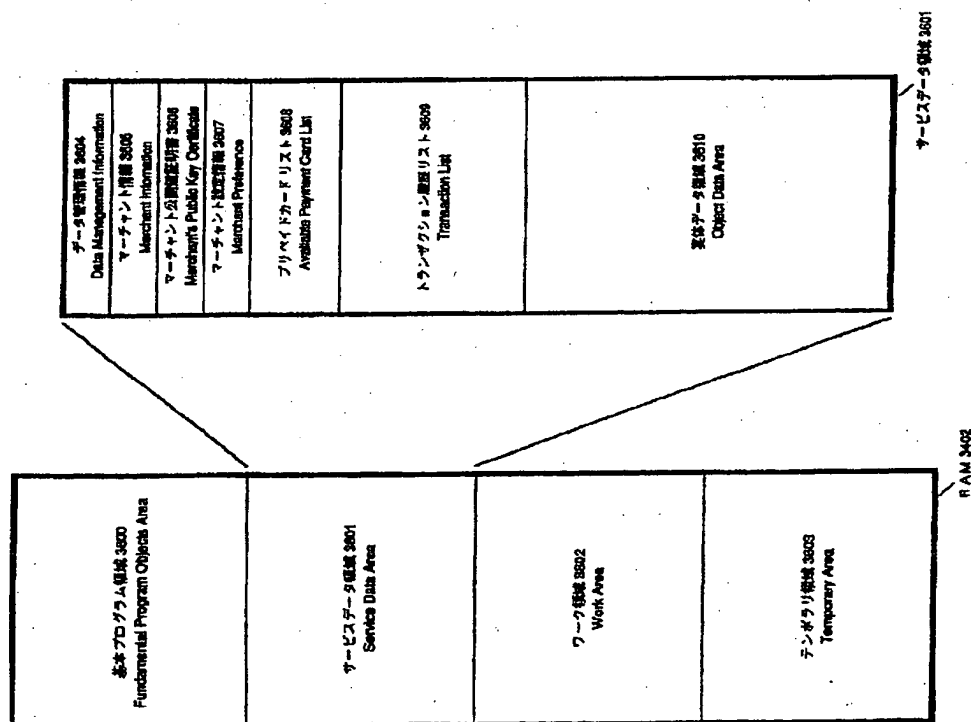 データ管理情報 3604
Data Management Information
マーチャント情報 3605
Merchant Information
マーチャント公開鍵証明書 3606
Merchant's Public Key Certificate
マーチャント設定情報 3607
Merchant Preference
プリペイドカードリスト 3608
Available Payment Card List
トランザクション履歴リスト 3609
Transaction List
実体データ領域 3610
Object Data Area
サービスデータ領域 3601
基本プログラム領域 3600
Fundamental Program Objects Area
サービスデータ領域 3601
Service Data Area
ワーク領域 3602
Work Area
テンポラリ領域 3603
Temporary Area
RAM 3402